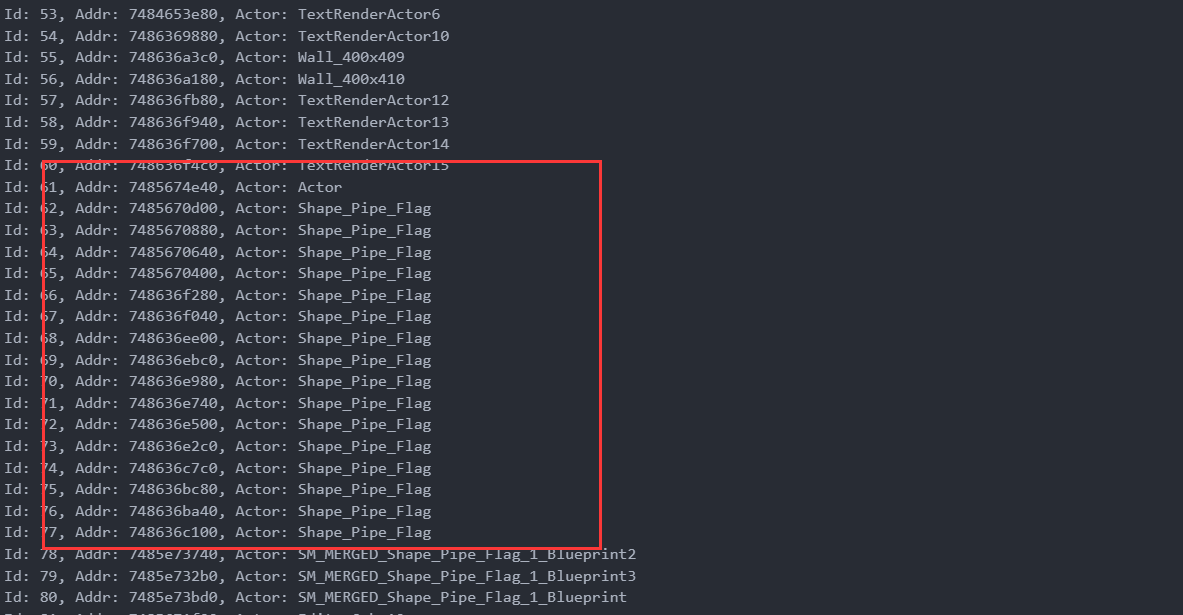 Id: 53, Addr: 7484653e80, Actor: TextRenderActor6
Id: 54, Addr: 7486369880, Actor: TextRenderActor10
Id: 55, Addr: 748636a3c0, Actor: Wall_400x409
Id: 56, Addr: 748636a180, Actor: Wall_400x410
Id: 57, Addr: 748636fb80, Actor: TextRenderActor12
Id: 58, Addr: 748636f940, Actor: TextRenderActor13
Id: 59, Addr: 748636f700, Actor: TextRenderActor14
Id: 60, Addr: 748636f4c0, Actor: TextRenderActor15
Id: 61, Addr: 7485674e40, Actor: Actor
Id: 62, Addr: 7485670d00, Actor: Shape_Pipe_Flag
Id: 63, Addr: 7485670880, Actor: Shape_Pipe_Flag
Id: 64, Addr: 7485670640, Actor: Shape_Pipe_Flag
Id: 65, Addr: 7485670400, Actor: Shape_Pipe_Flag
Id: 66, Addr: 748636f280, Actor: Shape_Pipe_Flag
Id: 67, Addr: 748636f040, Actor: Shape_Pipe_Flag
Id: 68, Addr: 748636ee00, Actor: Shape_Pipe_Flag
Id: 69, Addr: 748636ebc0, Actor: Shape_Pipe_Flag
Id: 70, Addr: 748636e980, Actor: Shape_Pipe_Flag
Id: 71, Addr: 748636e740, Actor: Shape_Pipe_Flag
Id: 72, Addr: 748636e500, Actor: Shape_Pipe_Flag
Id: 73, Addr: 748636e2c0, Actor: Shape_Pipe_Flag
Id: 74, Addr: 748636c7c0, Actor: Shape_Pipe_Flag
Id: 75, Addr: 748636bc80, Actor: Shape_Pipe_Flag
Id: 76, Addr: 748636ba40, Actor: Shape_Pipe_Flag
Id: 77, Addr: 748636c100, Actor: Shape_Pipe_Flag
Id: 78, Addr: 7485e73740, Actor: SM_MERGED_Shape_Pipe_Flag_1_Blueprint2
Id: 79, Addr: 7485e732b0, Actor: SM_MERGED_Shape_Pipe_Flag_1_Blueprint3
Id: 80, Addr: 7485e73bd0, Actor: SM_MERGED_Shape_Pipe_Flag_1_Blueprint